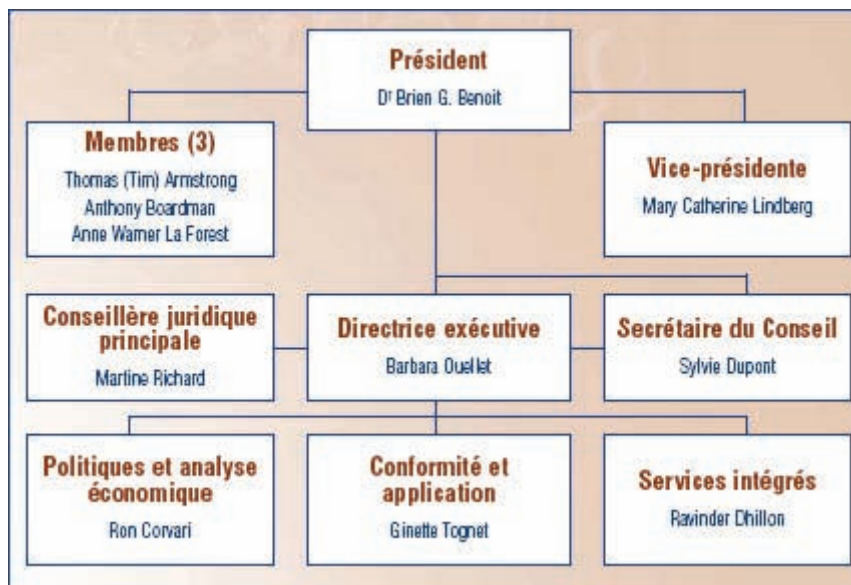 Président
Dr Brien G. Benoit
Membres (3)
Thomas (Tim) Armstrong
Anthony Boardman
Anne Warner La Forest
Vice-présidente
Mary Catherine Lindberg
Conseillère juridique
principale
Martine Richard
Directrice exécutive
Barbara Ouellet
Secrétaire du Conseil
Sylvie Dupont
Politiques et analyse
économique
Ron Corvari
Conformité et
application
Ginette Tognet
Services intégrés
Ravinder Dhillon